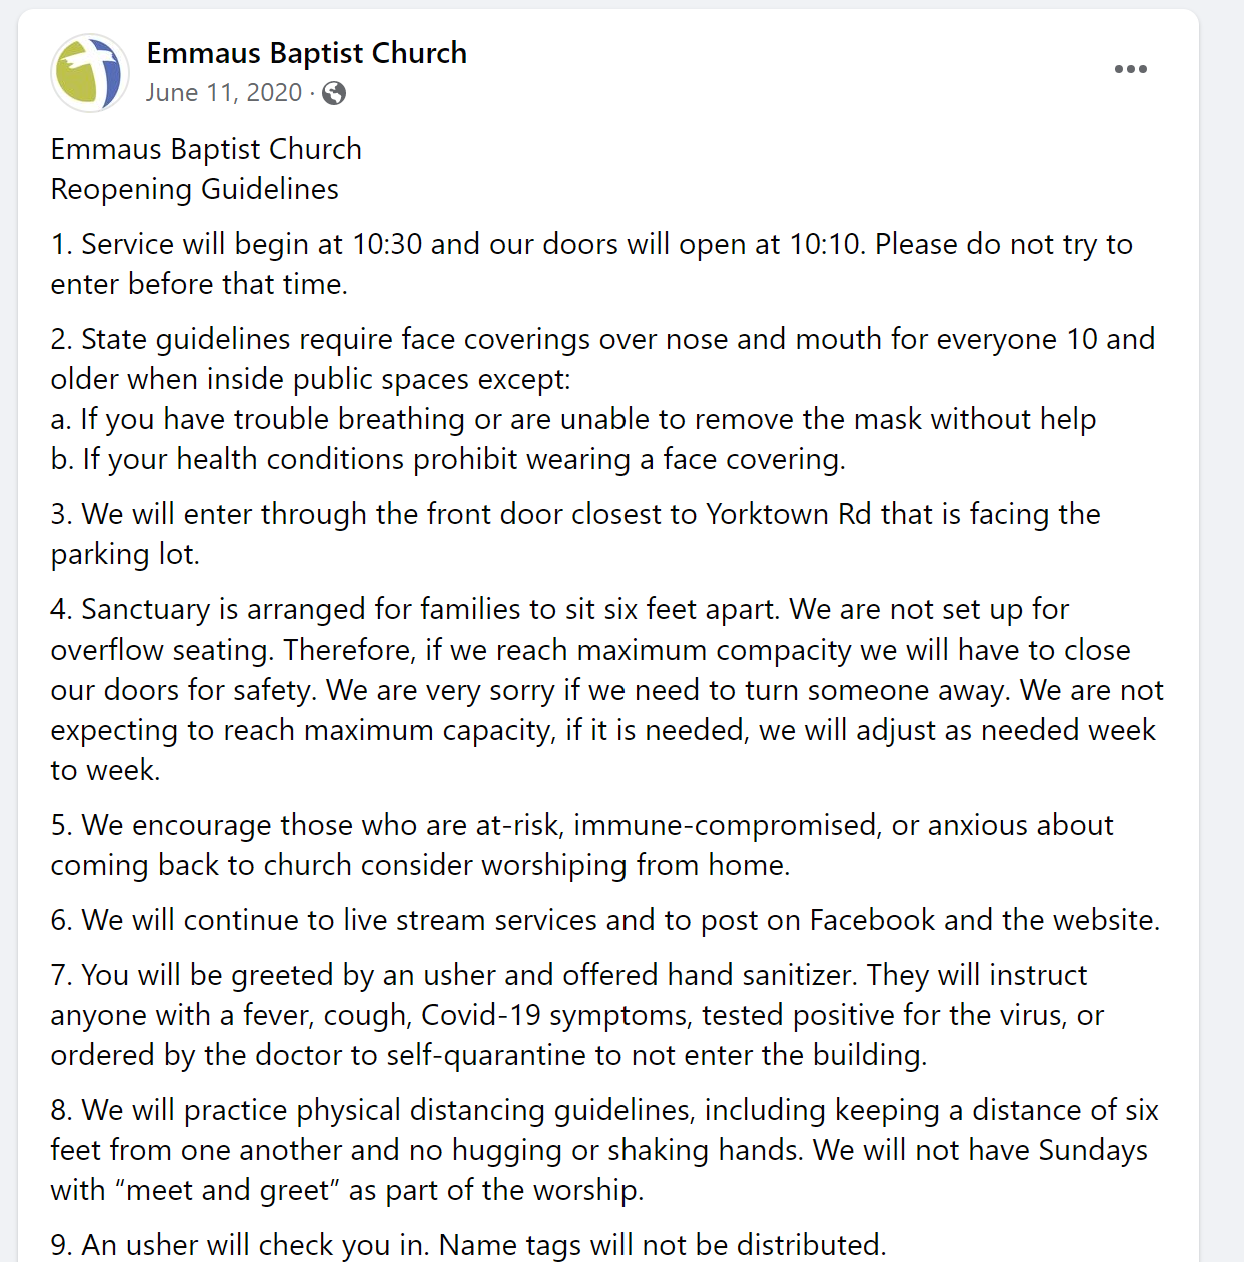 Emmaus Baptist Church
June 11, 2020 ·
Emmaus Baptist Church
Reopening Guidelines
1. Service will begin at 10:30 and our doors will open at 10:10. Please do not try to
enter before that time.
2. State guidelines require face coverings over nose and mouth for everyone 10 and
older when inside public spaces except:
a. If you have trouble breathing or are unable to remove the mask without help
b. If your health conditions prohibit wearing a face covering.
3. We will enter through the front door closest to Yorktown Rd that is facing the
parking lot.
4. Sanctuary is arranged for families to sit six feet apart. We are not set up for
overflow seating. Therefore, if we reach maximum compacity we will have to close
our doors for safety. We are very sorry if we need to turn someone away. We are not
expecting to reach maximum capacity, if it is needed, we will adjust as needed week
to week.
5. We encourage those who are at-risk, immune-compromised, or anxious about
coming back to church consider worshiping from home.
6. We will continue to live stream services and to post on Facebook and the website.
7. You will be greeted by an usher and offered hand sanitizer. They will instruct
anyone with a fever, cough, Covid-19 symptoms, tested positive for the virus, or
ordered by the doctor to self-quarantine to not enter the building.
8. We will practice physical distancing guidelines, including keeping a distance of six
feet from one another and no hugging or shaking hands. We will not have Sundays
with “meet and greet” as part of the worship.
9. An usher will check you in. Name tags will not be distributed.